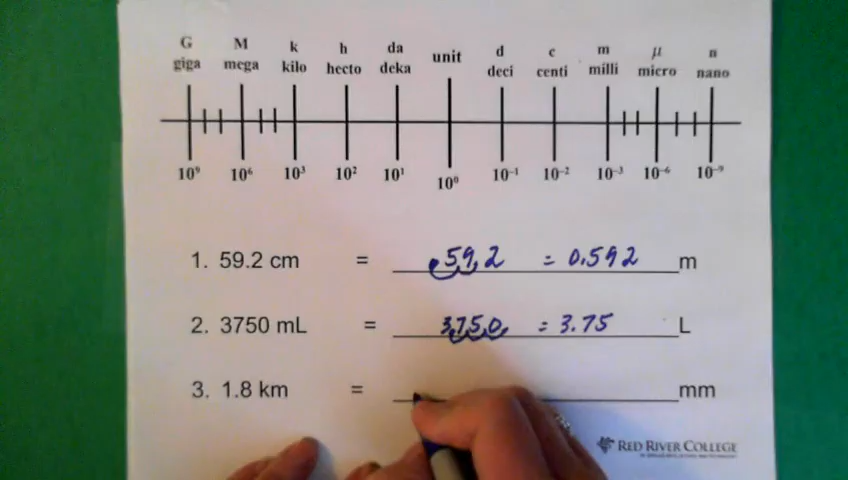 G M k h da unit d c m μ n
giga mega kilo hecto deka deci centi milli micro nano
10⁹ 10⁶ 10³ 10² 10¹ 10⁰ 10⁻¹ 10⁻² 10⁻³ 10⁻⁶ 10⁻⁹
1. 59.2 cm = .59,2 = 0.592 m
2. 3750 mL = 3750, = 3.75 L
3. 1.8 km = mm
RED RIVER COLLEGE